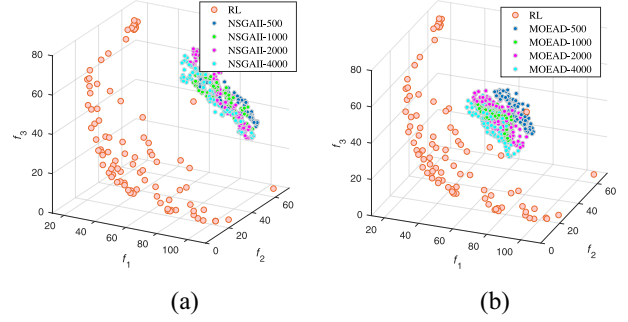 RL
NSGAII-500
NSGAII-1000
NSGAII-2000
NSGAII-4000
80
60
40
20
0
f3
20
40
60
80
100
f1
0
20
40
60
f2
(a)
RL
MOEAD-500
MOEAD-1000
MOEAD-2000
MOEAD-4000
80
60
40
20
0
f3
20
40
60
80
100
f1
0
20
40
60
f2
(b)